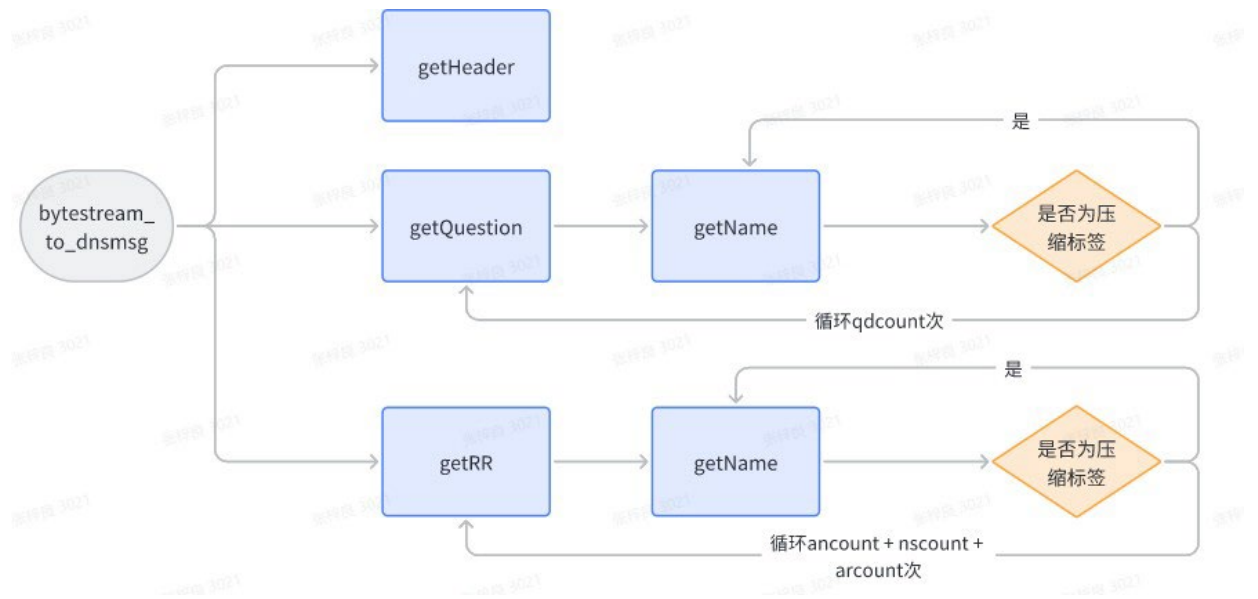 getHeader
是
bytestream_
to_dnsmsg
getQuestion
getName
是否为压
缩标签
循环qdcount次
是
getRR
getName
是否为压
缩标签
循环ancount + nscount +
arcount次